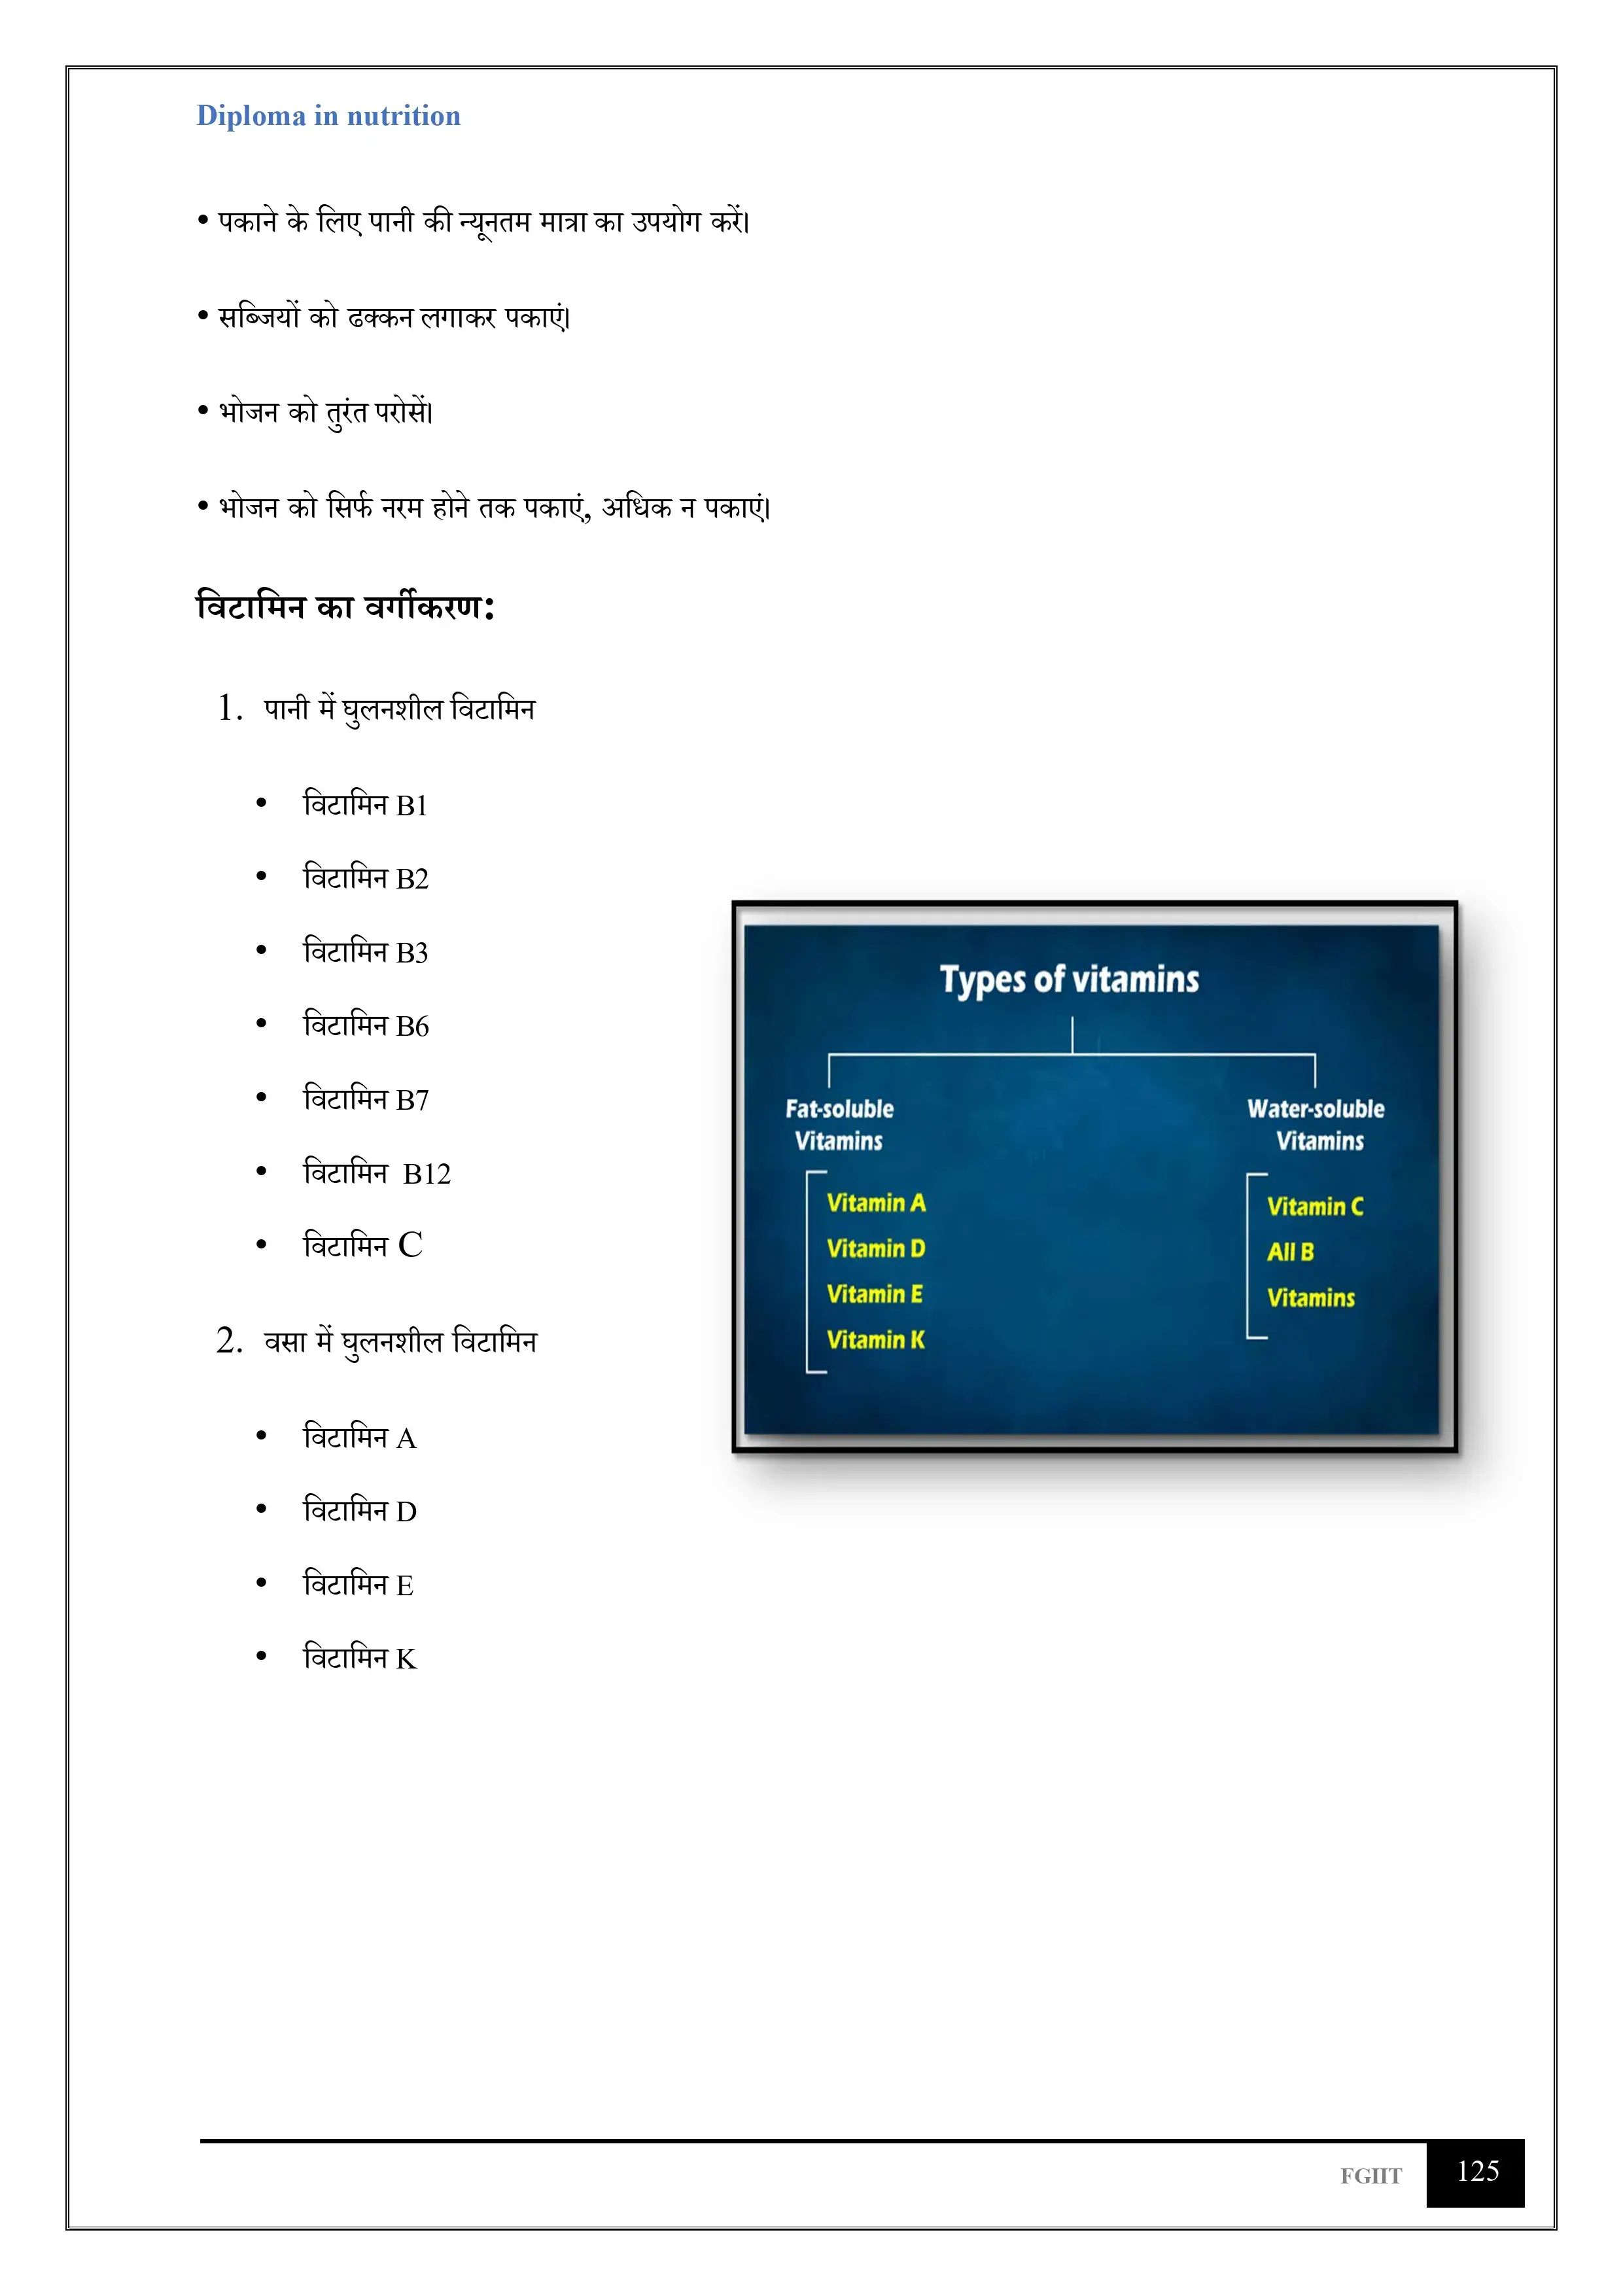 Diploma in nutrition
• पकाने के लिए पानी की न्यूनतम मात्रा का उपयोग करें।
• सब्जियों को ढक्कन लगाकर पकाएं।
• भोजन को तुरंत परोसें।
• भोजन को सिर्फ नरम होने तक पकाएं, अधिक न पकाएं।
विटामिन का वर्गीकरण:
1. पानी में घुलनशील विटामिन
• विटामिन B1
• विटामिन B2
• विटामिन B3
• विटामिन B6
• विटामिन B7
• विटामिन B12
• विटामिन C
2. वसा में घुलनशील विटामिन
• विटामिन A
• विटामिन D
• विटामिन E
• विटामिन K
Types of vitamins
Fat-soluble
Vitamins
Vitamin A
Vitamin D
Vitamin E
Vitamin K
Water-soluble
Vitamins
Vitamin C
All B
Vitamins
FGIIT 125